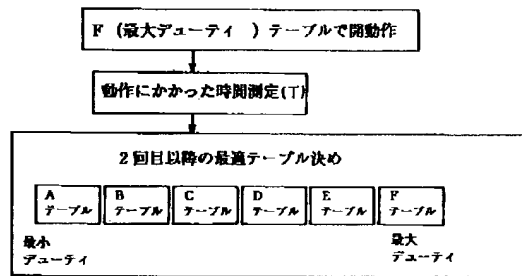 F (最大デューティ ) テーブルで開動作
動作にかかった時間測定(T)
2回目以降の最適テーブル決め
A B C D E F
テーブル テーブル テーブル テーブル テーブル テーブル
最小 最大
デューティ デューティ